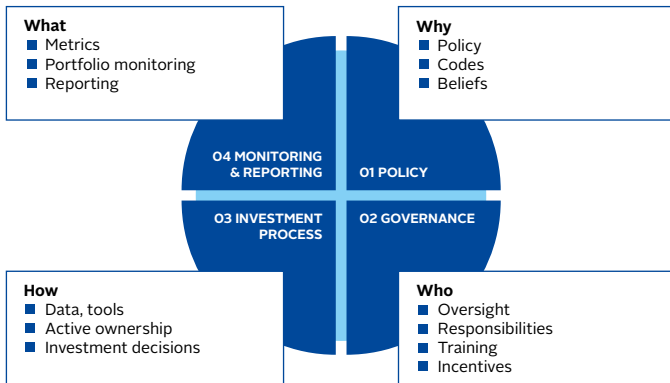 What
Metrics
Portfolio monitoring
Reporting
Why
Policy
Codes
Beliefs
04 MONITORING
& REPORTING
01 POLICY
03 INVESTMENT
PROCESS
02 GOVERNANCE
How
Data, tools
Active ownership
Investment decisions
Who
Oversight
Responsibilities
Training
Incentives